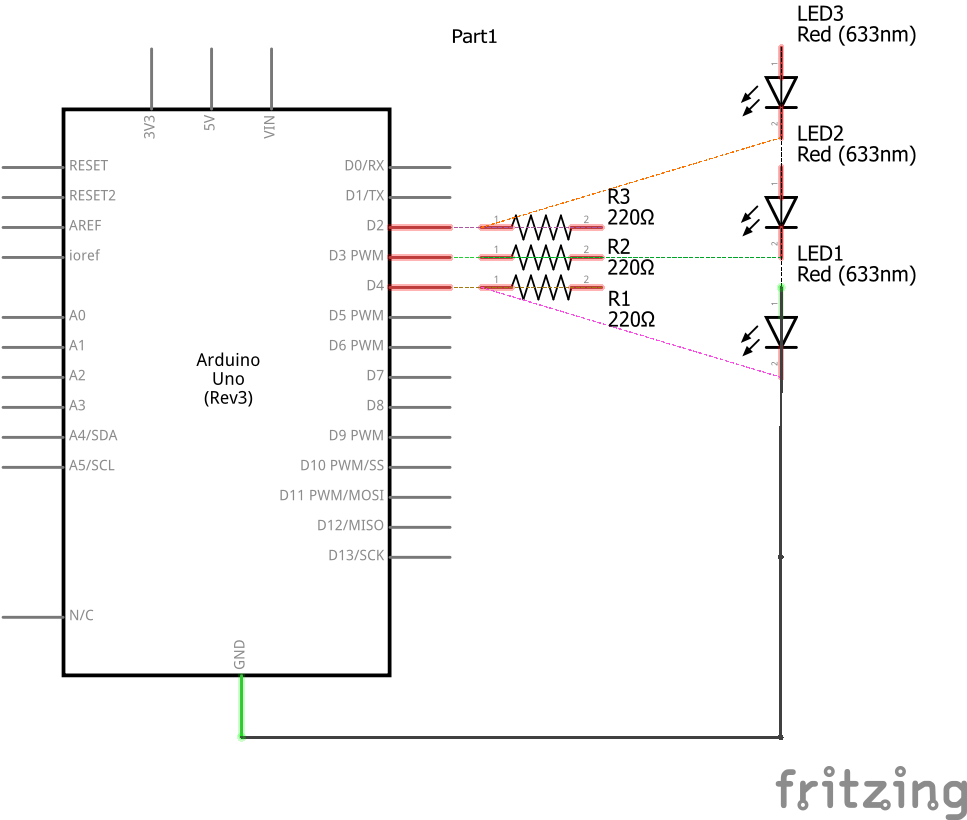 Part1
LED3
Red (633nm)
1
2
LED2
Red (633nm)
1
2
LED1
Red (633nm)
1
2
3V3
5V
VIN
RESET
RESET2
AREF
ioref
A0
A1
A2
A3
A4/SDA
A5/SCL
N/C
D0/RX
D1/TX
D2
D3 PWM
D4
D5 PWM
D6 PWM
D7
D8
D9 PWM
D10 PWM/SS
D11 PWM/MOSI
D12/MISO
D13/SCK
Arduino
Uno
(Rev3)
GND
1
2
R3
220Ω
1
2
R2
220Ω
1
2
R1
220Ω
fritzing